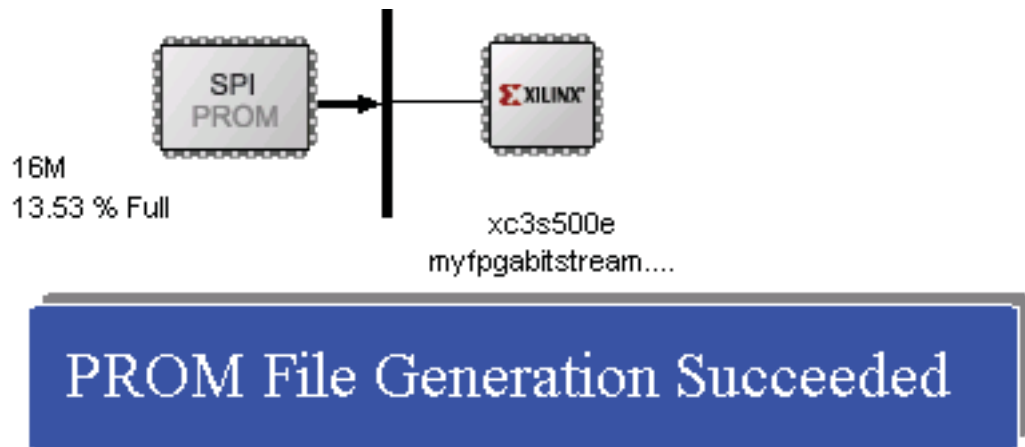 SPI
PROM
XILINX
16M
13.53 % Full
xc3s500e
myfpgabitstream....
PROM File Generation Succeeded